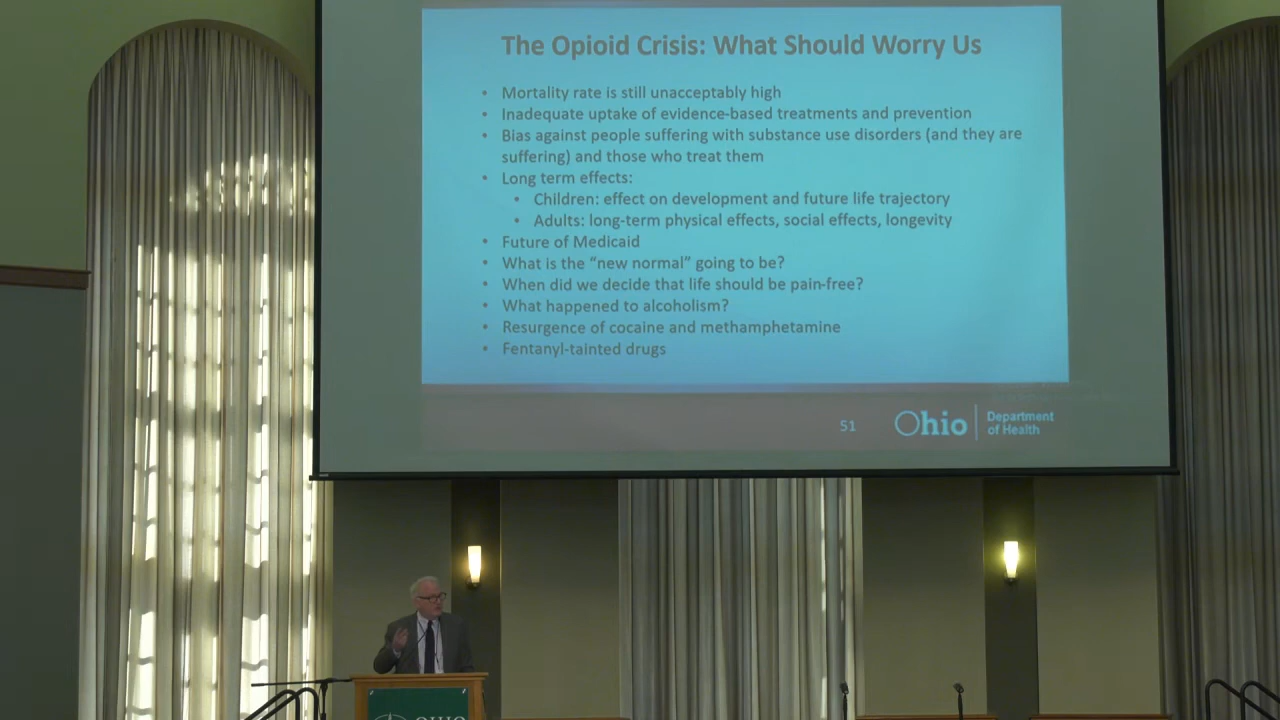 The Opioid Crisis: What Should Worry Us
• Mortality rate is still unacceptably high
• Inadequate uptake of evidence-based treatments and prevention
• Bias against people suffering with substance use disorders (and they are
suffering) and those who treat them
• Long term effects:
• Children: effect on development and future life trajectory
• Adults: long-term physical effects, social effects, longevity
• Future of Medicaid
• What is the “new normal” going to be?
• When did we decide that life should be pain-free?
• What happened to alcoholism?
• Resurgence of cocaine and methamphetamine
• Fentanyl-tainted drugs
51
Ohio
Department
of Health
OHIO